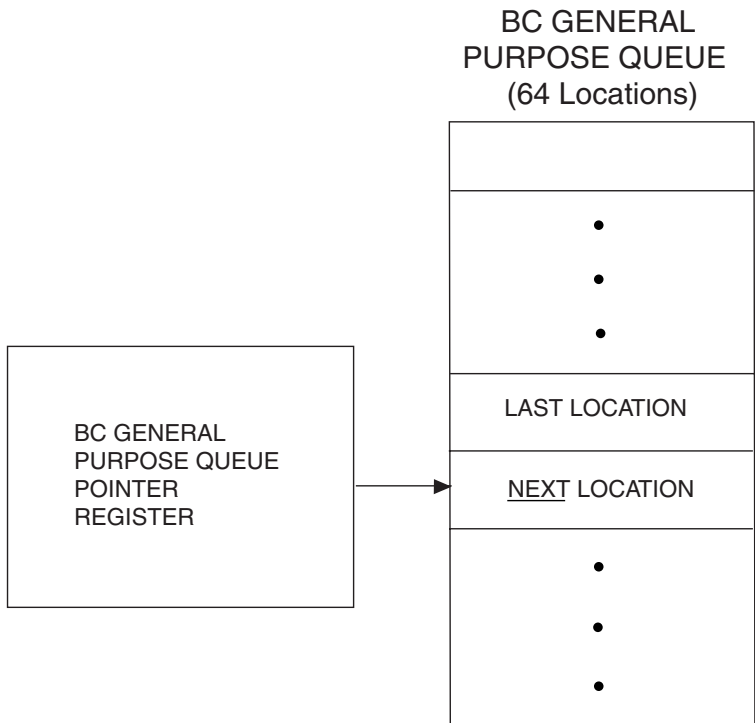 BC GENERAL
PURPOSE QUEUE
(64 Locations)
LAST LOCATION
BC GENERAL
PURPOSE QUEUE
POINTER
REGISTER
NEXT LOCATION